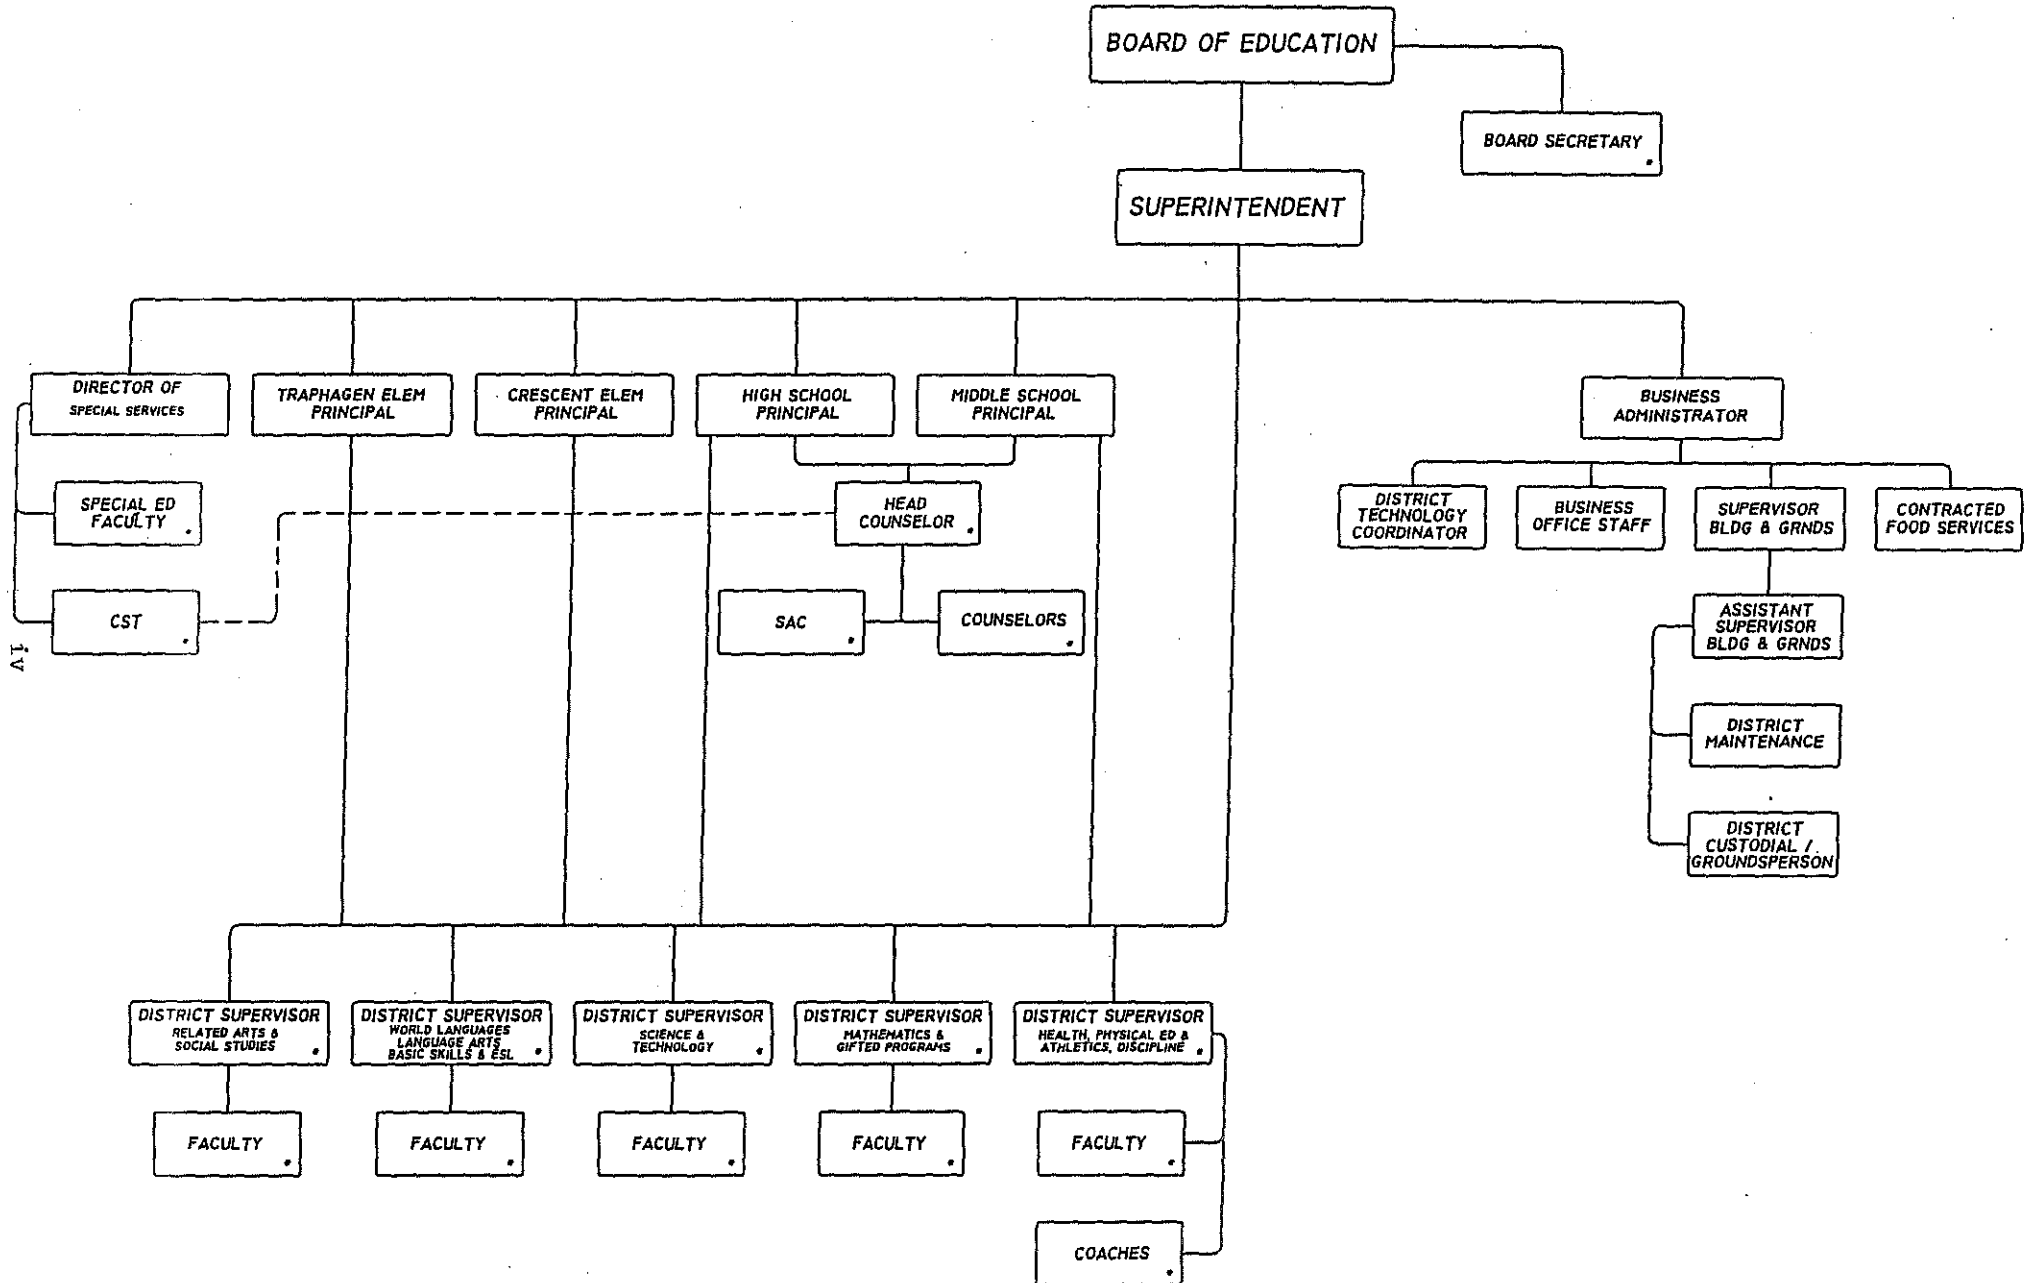 BOARD OF EDUCATION
BOARD SECRETARY
SUPERINTENDENT
DIRECTOR OF
SPECIAL SERVICES
TRAPHAGEN ELEM
PRINCIPAL
CRESCENT ELEM
PRINCIPAL
HIGH SCHOOL
PRINCIPAL
MIDDLE SCHOOL
PRINCIPAL
BUSINESS
ADMINISTRATOR
SPECIAL ED
FACULTY
HEAD
COUNSELOR
DISTRICT
TECHNOLOGY
COORDINATOR
BUSINESS
OFFICE STAFF
SUPERVISOR
BLDG & GRNDS
CONTRACTED
FOOD SERVICES
CST
SAC
COUNSELORS
ASSISTANT
SUPERVISOR
BLDG & GRNDS
iv
DISTRICT
MAINTENANCE
DISTRICT
CUSTODIAL /
GROUNDSPERSON
DISTRICT SUPERVISOR
RELATED ARTS &
SOCIAL STUDIES
DISTRICT SUPERVISOR
WORLD LANGUAGES
LANGUAGE ARTS
BASIC SKILLS & ESL
DISTRICT SUPERVISOR
SCIENCE &
TECHNOLOGY
DISTRICT SUPERVISOR
MATHEMATICS &
GIFTED PROGRAMS
DISTRICT SUPERVISOR
HEALTH, PHYSICAL ED &
ATHLETICS, DISCIPLINE
FACULTY
FACULTY
FACULTY
FACULTY
FACULTY
COACHES